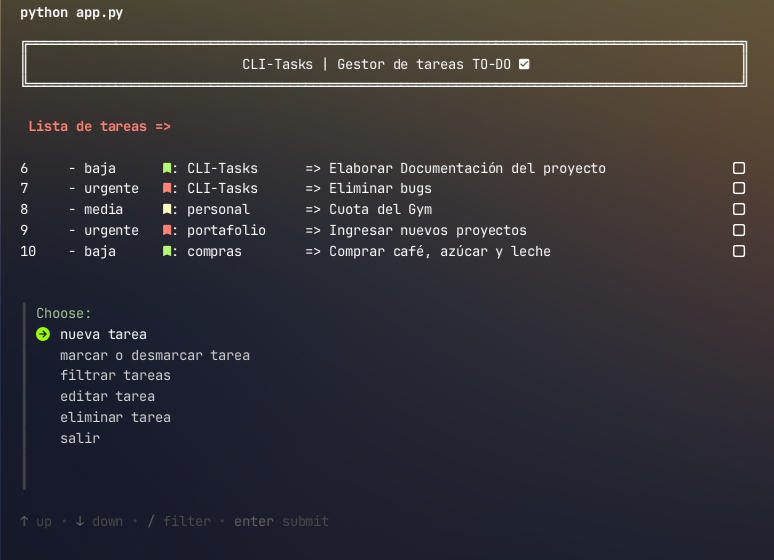 python app.py
CLI-Tasks | Gestor de tareas TO-DO
Lista de tareas =>
6 - baja : CLI-Tasks => Elaborar Documentación del proyecto
7 - urgente : CLI-Tasks => Eliminar bugs
8 - media : personal => Cuota del Gym
9 - urgente : portafolio => Ingresar nuevos proyectos
10 - baja : compras => Comprar café, azúcar y leche
Choose:
nueva tarea
marcar o desmarcar tarea
filtrar tareas
editar tarea
eliminar tarea
salir
↑ up • ↓ down • / filter • enter submit